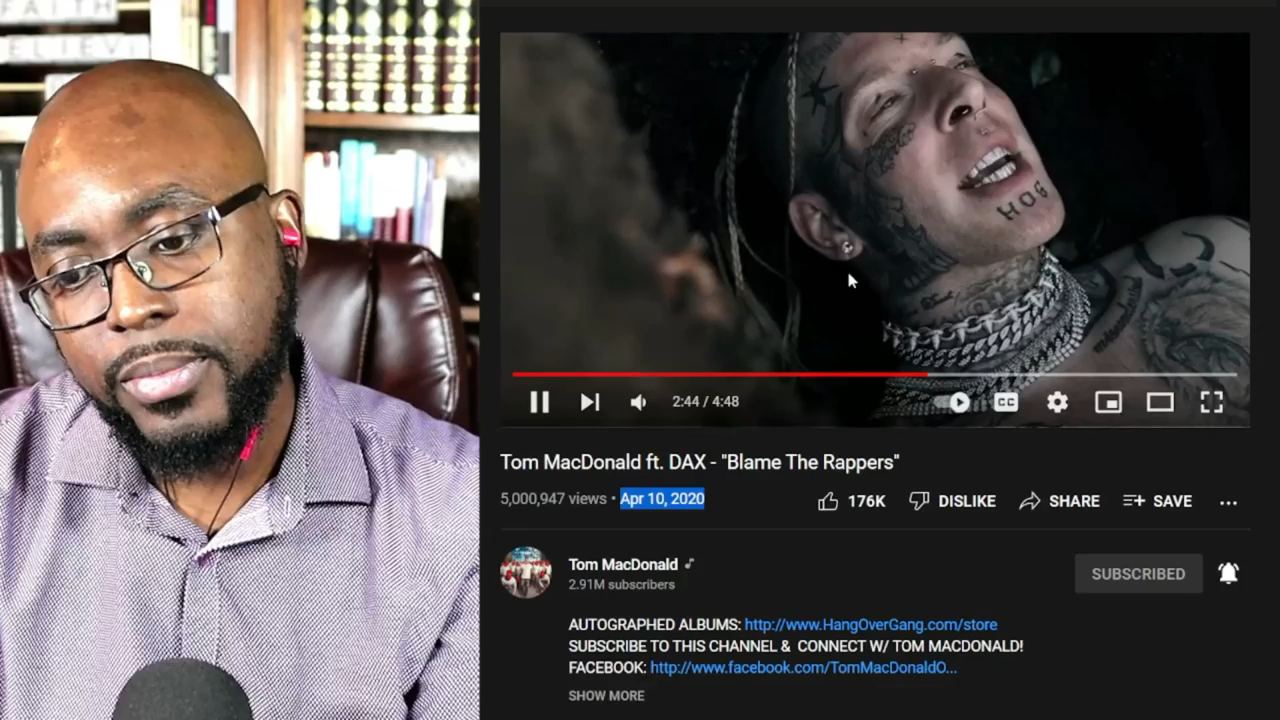 FAITH
HOG
2:44 / 4:48
CC
Tom MacDonald ft. DAX - "Blame The Rappers"
5,000,947 views • Apr 10, 2020
176K DISLIKE SHARE SAVE ...
Tom MacDonald
2.91M subscribers
SUBSCRIBED
AUTOGRAPHED ALBUMS: http://www.HangOverGang.com/store
SUBSCRIBE TO THIS CHANNEL & CONNECT W/ TOM MACDONALD!
FACEBOOK: http://www.facebook.com/TomMacDonaldO...
SHOW MORE